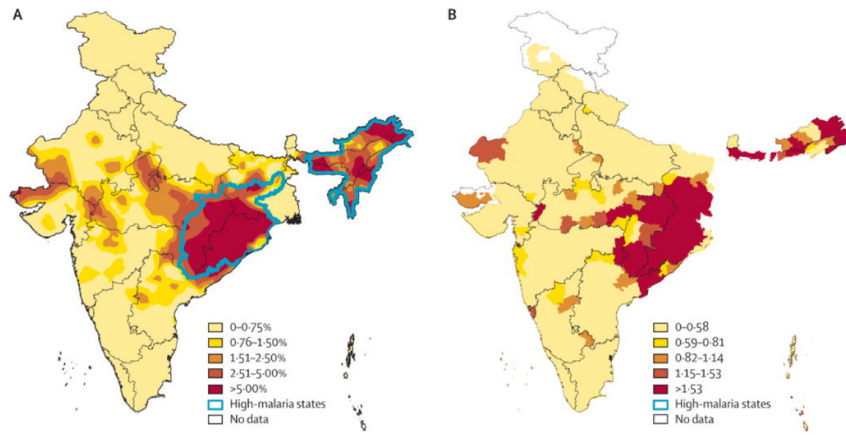 A
B
0–0·75%
0·76–1·50%
1·51–2·50%
2·51–5·00%
>5·00%
High-malaria states
No data
0–0·58
0·59–0·81
0·82–1·14
1·15–1·53
>1·53
High-malaria states
No data